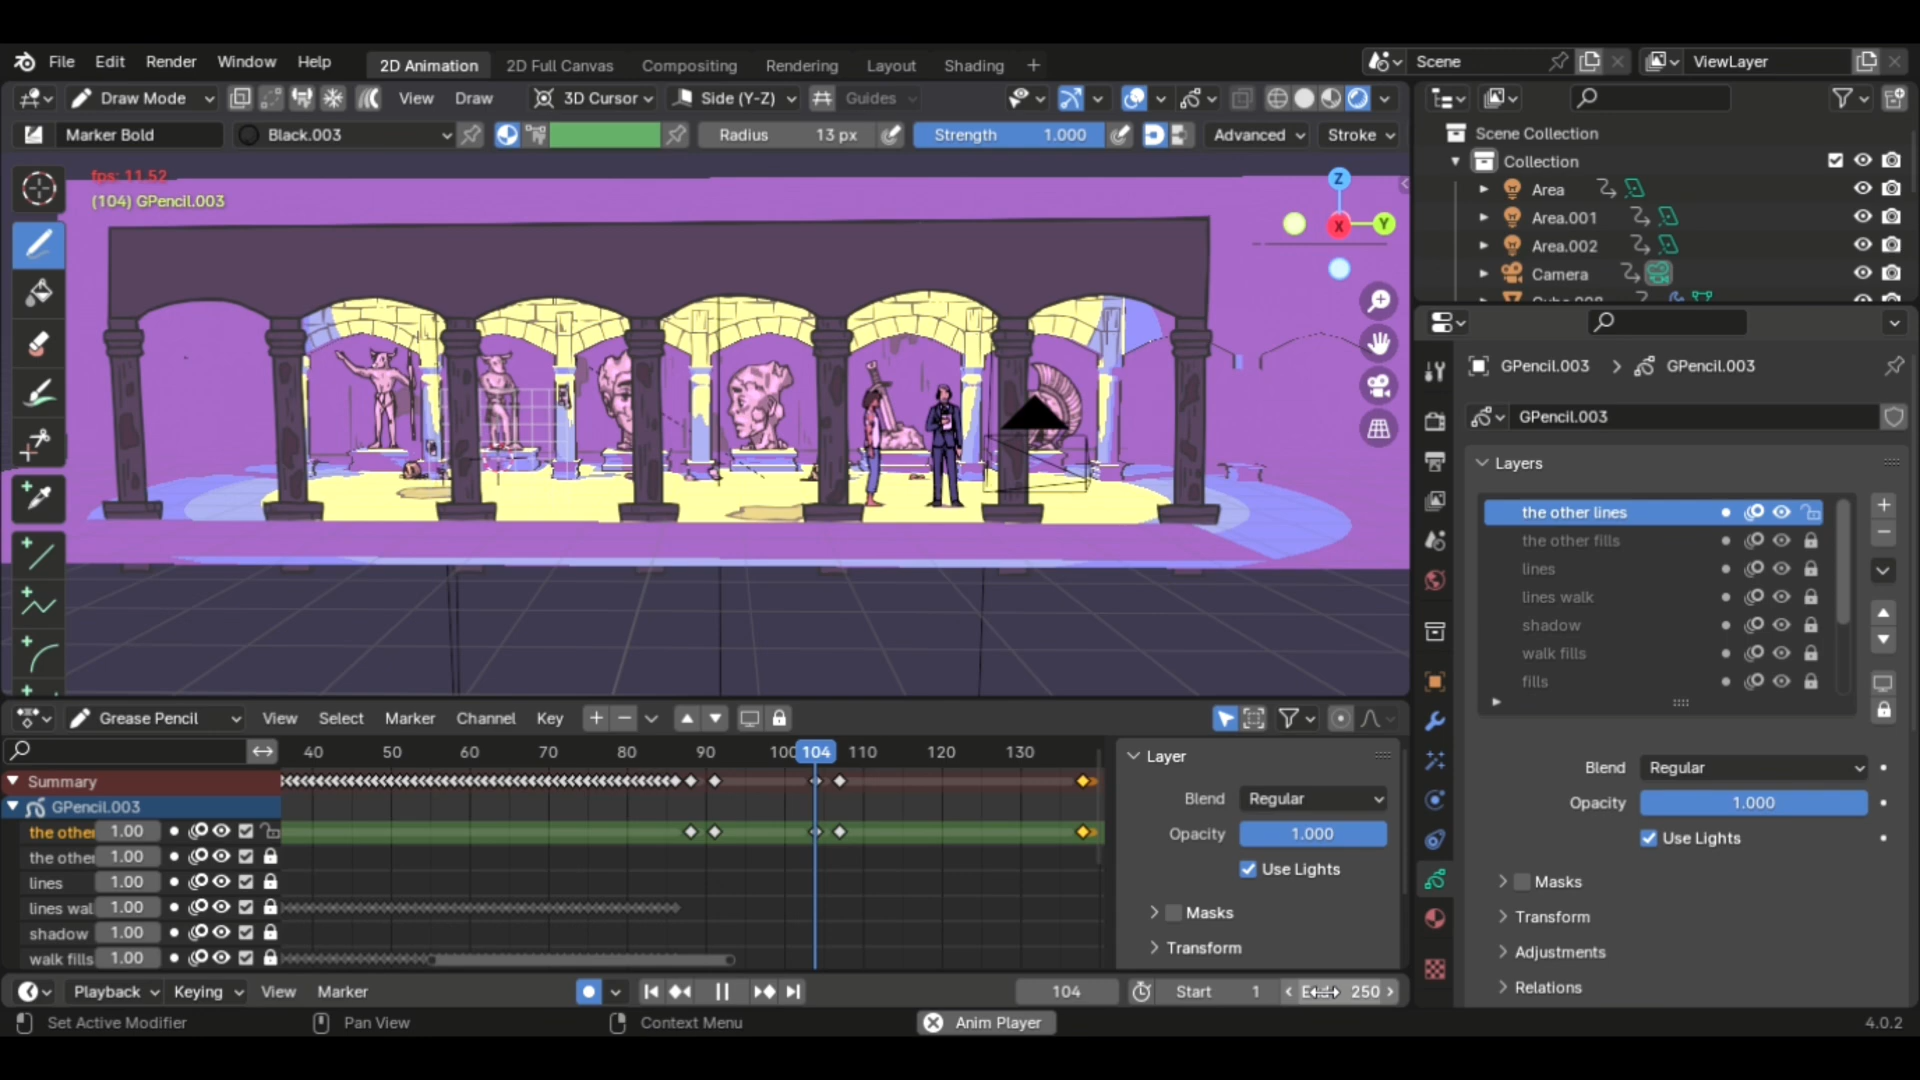 File Edit Render Window Help 2D Animation 2D Full Canvas Compositing Rendering Layout Shading + Scene ViewLayer
Draw Mode View Draw 3D Cursor Side (Y-Z) Guides
Marker Bold Black.003 Radius 13 px Strength 1.000 Advanced Stroke
fps: 11.52
(104) GPencil.003
Z
X
Y
Scene Collection
Collection
Area
Area.001
Area.002
Camera
GPencil.003 > GPencil.003
GPencil.003
Layers
the other lines
the other fills
lines
lines walk
shadow
walk fills
fills
Blend Regular
Opacity 1.000
Use Lights
Masks
Transform
Adjustments
Relations
Grease Pencil View Select Marker Channel Key
40 50 60 70 80 90 100 104 110 120 130
Summary
GPencil.003
the other 1.00
the other 1.00
lines 1.00
lines wal 1.00
shadow 1.00
walk fills 1.00
Layer
Blend Regular
Opacity 1.000
Use Lights
Masks
Transform
Playback Keying View Marker 104 Start 1 250
Set Active Modifier Pan View Context Menu Anim Player 4.0.2